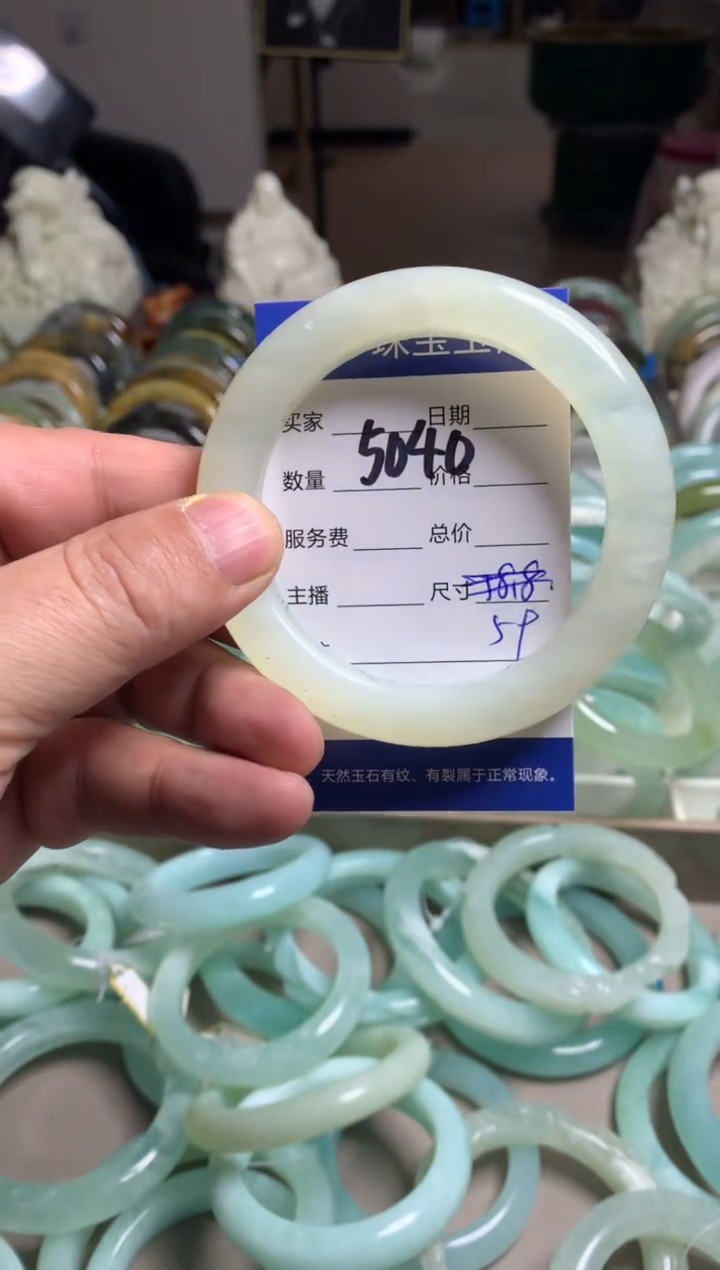 珠宝玉
买家 日期
5040
数量 价格
服务费 总价
主播 尺寸
59
天然玉石有纹、有裂属于正常现象。